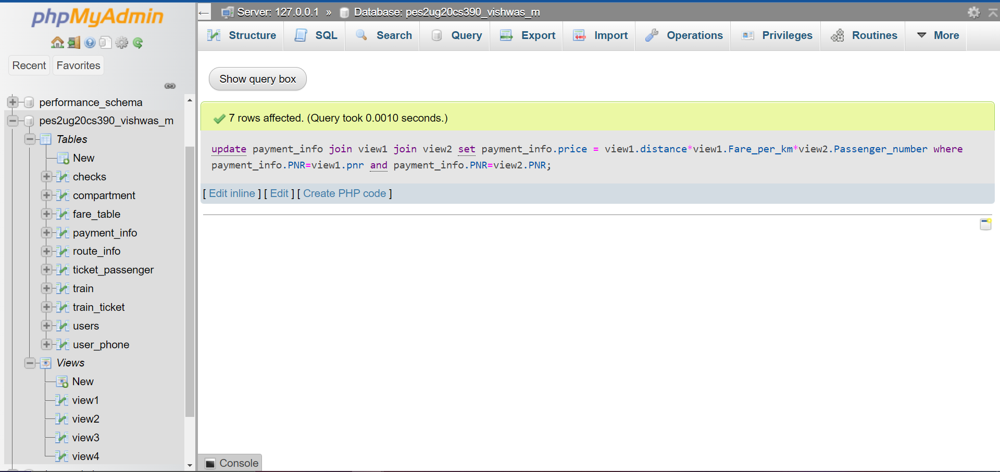 phpMyAdmin
Recent
Favorites
performance_schema
pes2ug20cs390_vishwas_m
Tables
New
checks
compartment
fare_table
payment_info
route_info
ticket_passenger
train
train_ticket
users
user_phone
Views
New
view1
view2
view3
view4
Server: 127.0.0.1 » Database: pes2ug20cs390_vishwas_m
Structure SQL Search Query Export Import Operations Privileges Routines More
Show query box
7 rows affected. (Query took 0.0010 seconds.)
update payment_info join view1 join view2 set payment_info.price = view1.distance*view1.Fare_per_km*view2.Passenger_number where
payment_info.PNR=view1.pnr and payment_info.PNR=view2.PNR;
[ Edit inline ] [ Edit ] [ Create PHP code ]
Console